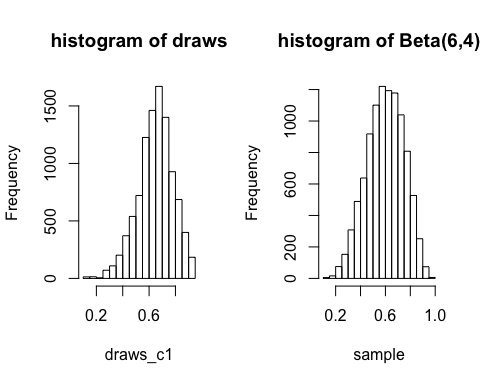 histogram of draws
Frequency
0
500
1000
1500
0.2
0.6
draws_c1
histogram of Beta(6,4)
Frequency
0
200
600
1000
0.2
0.6
1.0
sample